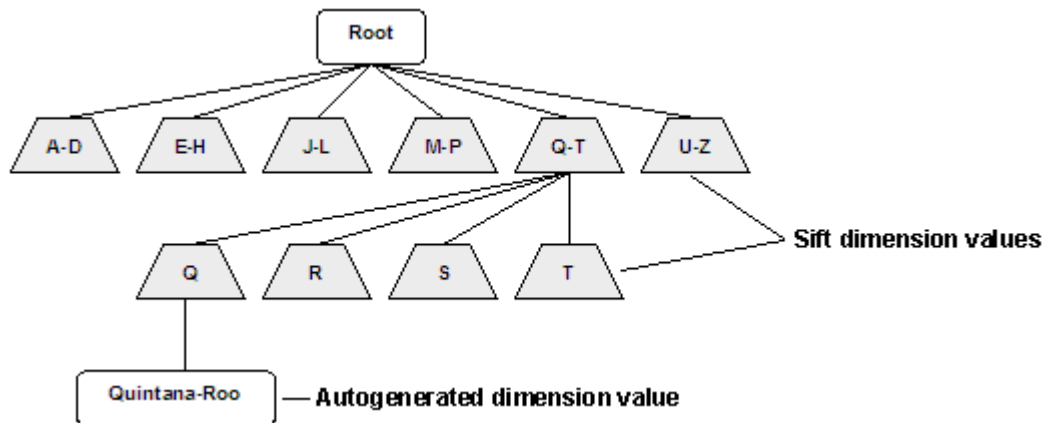 Root
A-D E-H J-L M-P Q-T U-Z
Sift dimension values
Q R S T
Quintana-Roo
Autogenerated dimension value